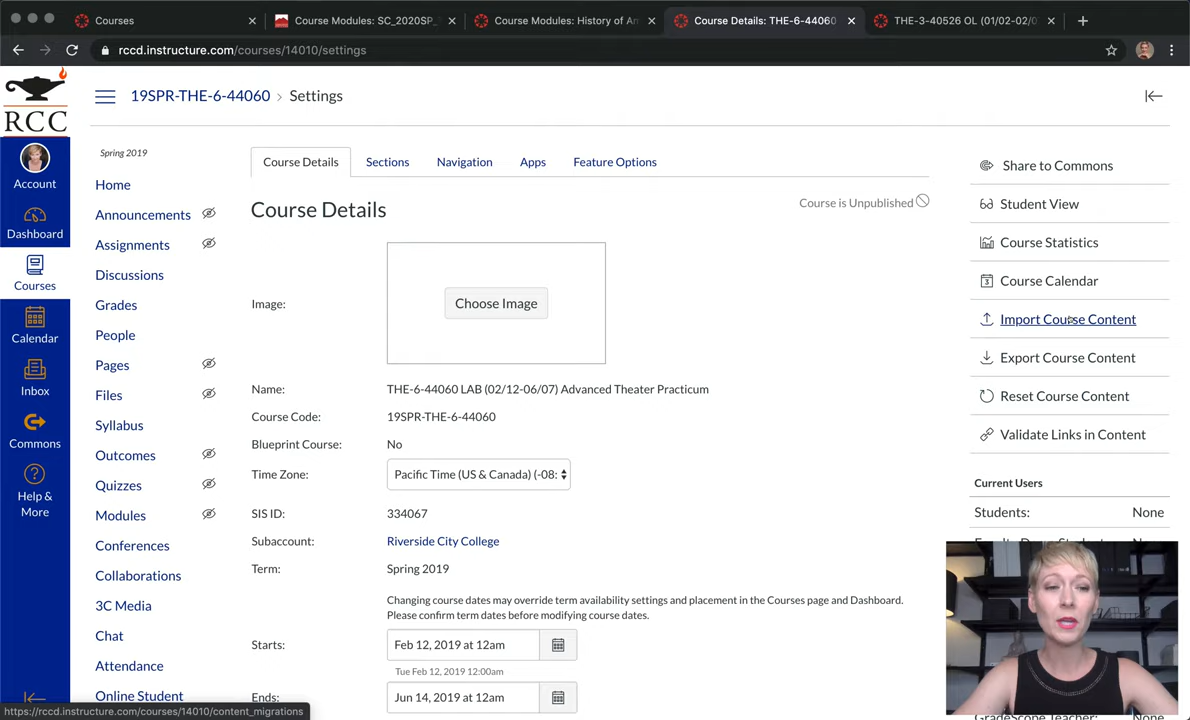 Courses
Course Modules: SC_2020SP_
Course Modules: History of Am
Course Details: THE-6-44060
THE-3-40526 OL (01/02-02/0
rccd.instructure.com/courses/14010/settings
RCC
Account
Dashboard
Courses
Calendar
Inbox
Commons
Help &
More
19SPR-THE-6-44060 › Settings
Spring 2019
Home
Announcements
Assignments
Discussions
Grades
People
Pages
Files
Syllabus
Outcomes
Quizzes
Modules
Conferences
Collaborations
3C Media
Chat
Attendance
Online Student
Course Details
Sections
Navigation
Apps
Feature Options
Course Details
Course is Unpublished
Image:
Choose Image
Name: THE-6-44060 LAB (02/12-06/07) Advanced Theater Practicum
Course Code: 19SPR-THE-6-44060
Blueprint Course: No
Time Zone: Pacific Time (US & Canada) (-08:
SIS ID: 334067
Subaccount: Riverside City College
Term: Spring 2019
Changing course dates may override term availability settings and placement in the Courses page and Dashboard.
Please confirm term dates before modifying course dates.
Starts: Feb 12, 2019 at 12am
Tue Feb 12, 2019 12:00am
Ends: Jun 14, 2019 at 12am
Share to Commons
Student View
Course Statistics
Course Calendar
Import Course Content
Export Course Content
Reset Course Content
Validate Links in Content
Current Users
Students: None
https://rccd.instructure.com/courses/14010/content_migrations